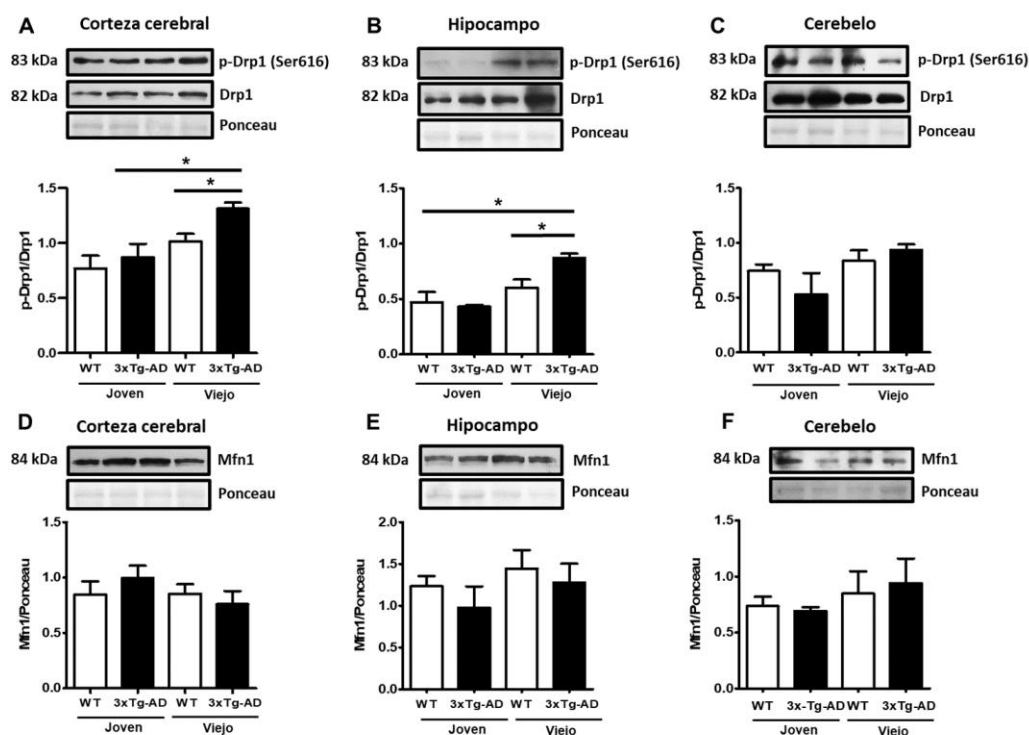 A Corteza cerebral
83 kDa p-Drp1 (Ser616)
82 kDa Drp1
Ponceau
*
*
p-Drp1/Drp1
1.5
1.0
0.5
0.0
WT 3xTg-AD WT 3xTg-AD
Joven Viejo
B Hipocampo
83 kDa p-Drp1 (Ser616)
82 kDa Drp1
Ponceau
*
*
p-Drp1/Drp1
1.5
1.0
0.5
0.0
WT 3xTg-AD WT 3xTg-AD
Joven Viejo
C Cerebelo
83 kDa p-Drp1 (Ser616)
82 kDa Drp1
Ponceau
p-Drp1/Drp1
1.5
1.0
0.5
0.0
WT 3xTg-AD WT 3xTg-AD
Joven Viejo
D Corteza cerebral
84 kDa Mfn1
Ponceau
Mfn1/Ponceau
1.5
1.0
0.5
0.0
WT 3xTg-AD WT 3xTg-AD
Joven Viejo
E Hipocampo
84 kDa Mfn1
Ponceau
Mfn1/Ponceau
2.0
1.5
1.0
0.5
0.0
WT 3xTg-AD WT 3xTg-AD
Joven Viejo
F Cerebelo
84 kDa Mfn1
Ponceau
Mfn1/Ponceau
1.5
1.0
0.5
0.0
WT 3x-Tg-AD WT 3xTg-AD
Joven Viejo